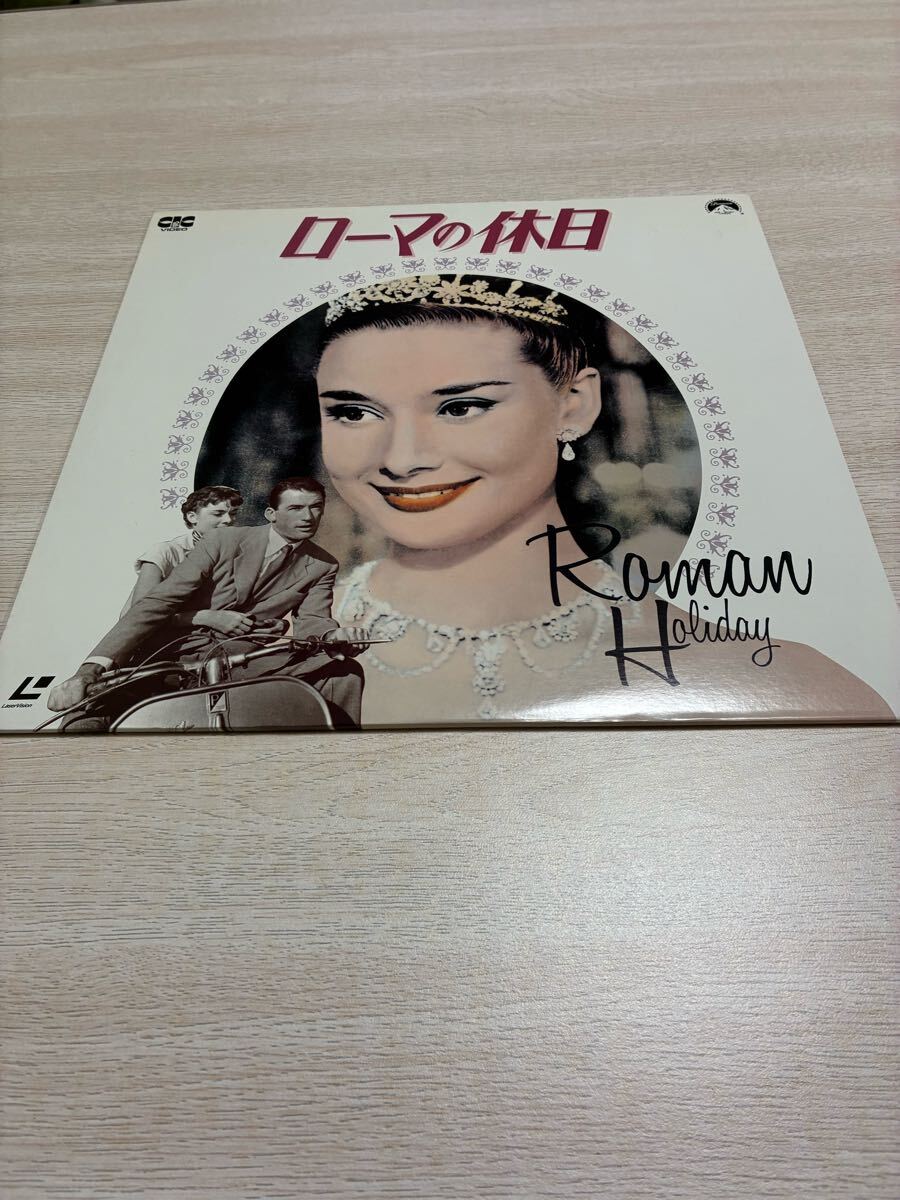 CIC
VIDEO
ローマの休日
Roman
Holiday
LaserVision